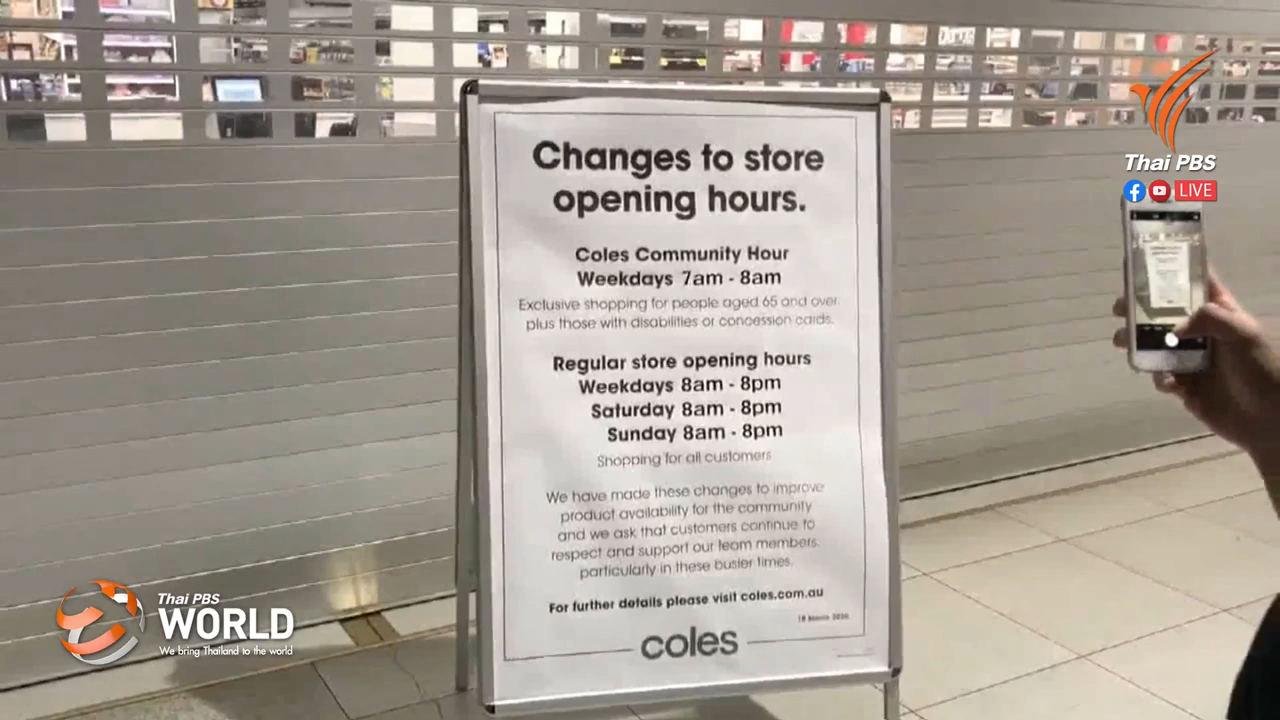 Changes to store
opening hours.
Coles Community Hour
Weekdays 7am - 8am
Exclusive shopping for people aged 65 and over
plus those with disabilities or concession cards.
Regular store opening hours
Weekdays 8am - 8pm
Saturday 8am - 8pm
Sunday 8am - 8pm
Shopping for all customers
We have made these changes to improve
product availability for the community
and we ask that customers continue to
respect and support our team members,
particularly in these busier times.
For further details please visit coles.com.au
18 March 2020
coles
Thai PBS
LIVE
Thai PBS
WORLD
We bring Thailand to the world